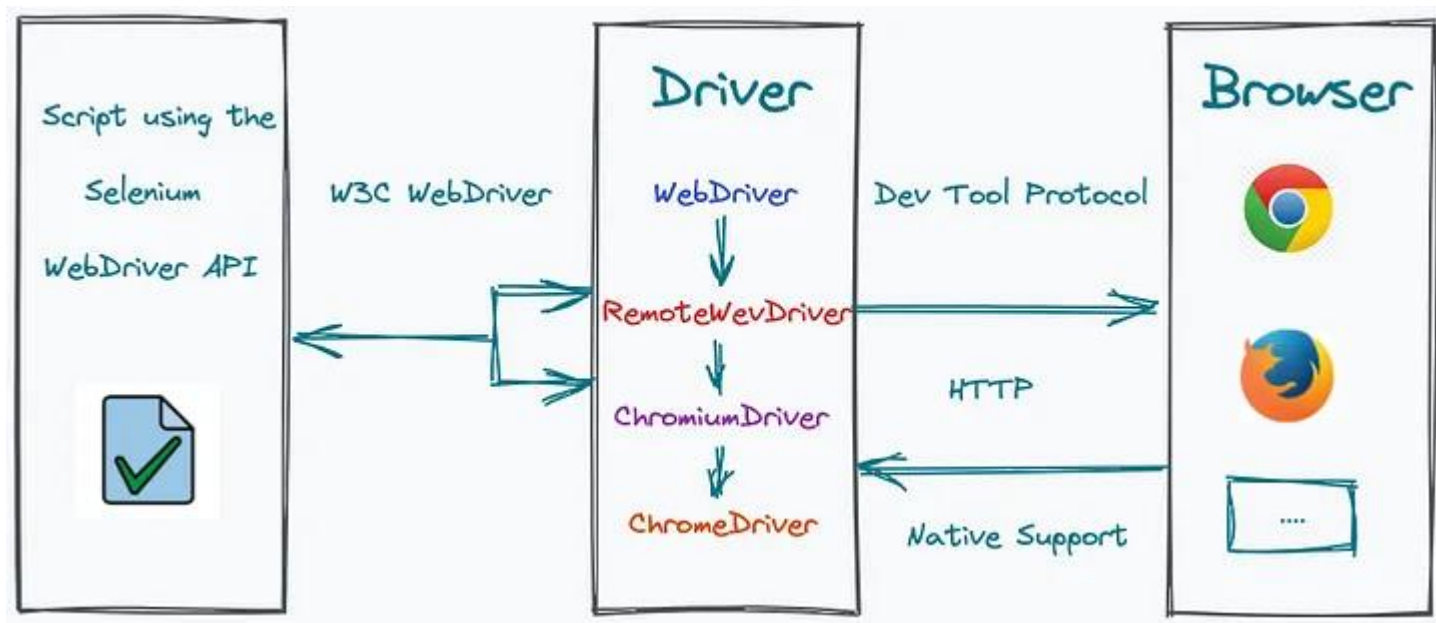 Script using the
Selenium
WebDriver API
W3C WebDriver
Driver
WebDriver
RemoteWevDriver
ChromiumDriver
ChromeDriver
Dev Tool Protocol
HTTP
Native Support
Browser
....